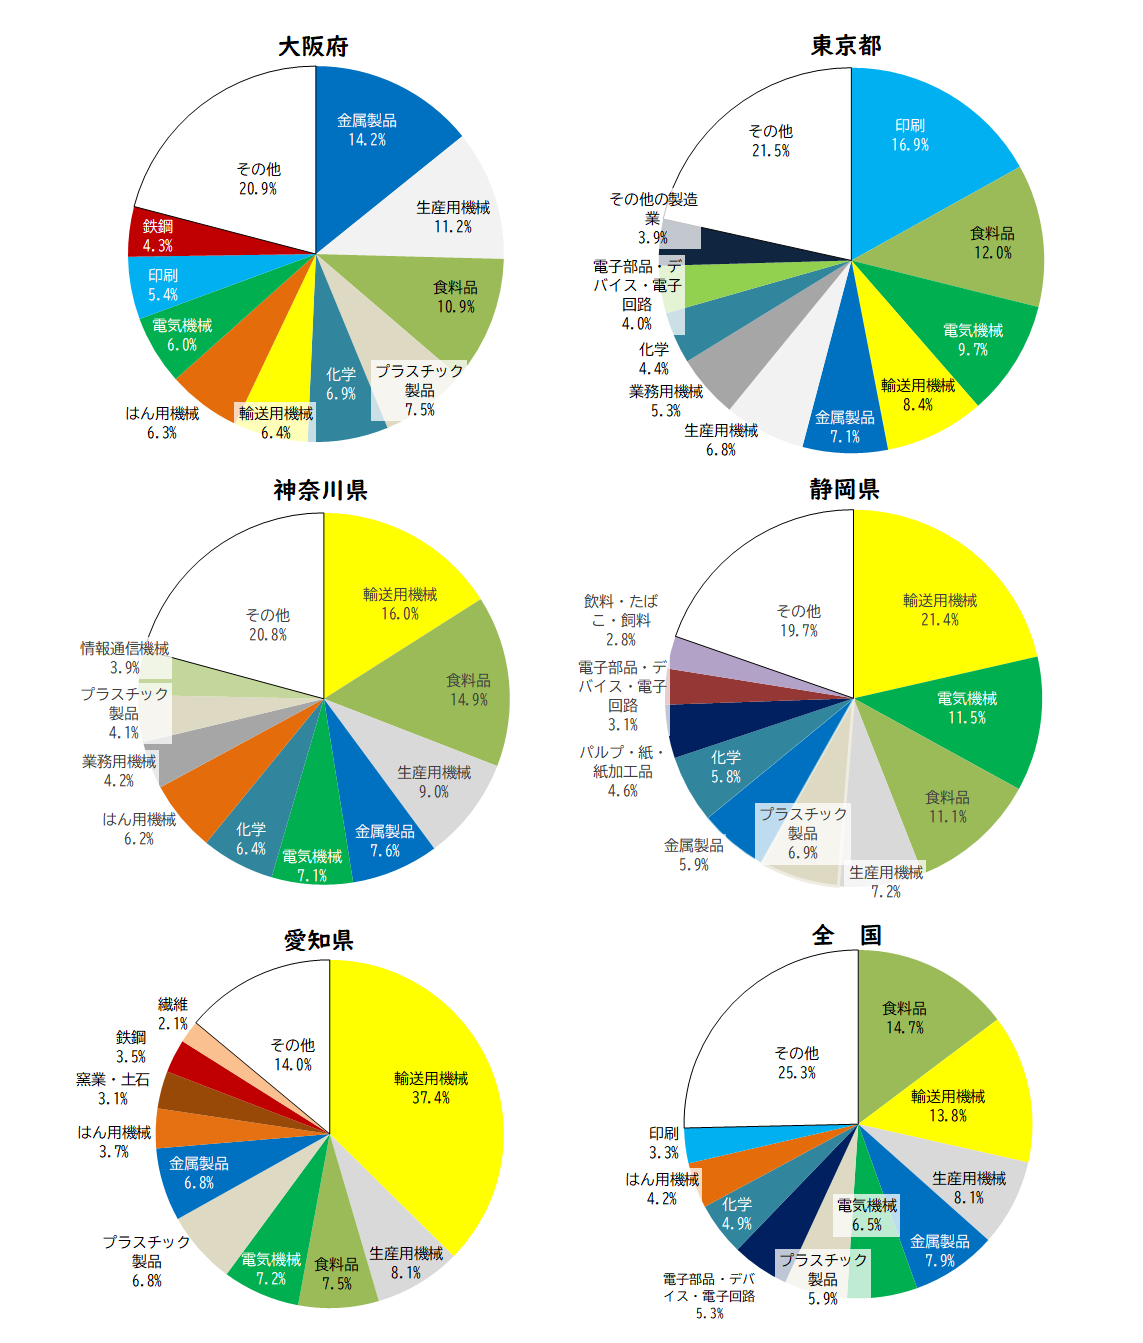 大阪府
金属製品
14.2%
生産用機械
11.2%
食料品
10.9%
プラスチック
製品
7.5%
化学
6.9%
輸送用機械
6.4%
はん用機械
6.3%
電気機械
6.0%
印刷
5.4%
鉄鋼
4.3%
その他
20.9%
東京都
印刷
16.9%
食料品
12.0%
電気機械
9.7%
輸送用機械
8.4%
金属製品
7.1%
生産用機械
6.8%
業務用機械
5.3%
化学
4.4%
電子部品・デ
バイス・電子
回路
4.0%
その他の製造
業
3.9%
その他
21.5%
神奈川県
輸送用機械
16.0%
食料品
14.9%
生産用機械
9.0%
金属製品
7.6%
電気機械
7.1%
化学
6.4%
はん用機械
6.2%
業務用機械
4.2%
プラスチック
製品
4.1%
情報通信機械
3.9%
その他
20.8%
静岡県
輸送用機械
21.4%
電気機械
11.5%
食料品
11.1%
生産用機械
7.2%
プラスチック
製品
6.9%
金属製品
5.9%
化学
5.8%
パルプ・紙・
紙加工品
4.6%
電子部品・デ
バイス・電子
回路
3.1%
飲料・たば
こ・飼料
2.8%
その他
19.7%
愛知県
輸送用機械
37.4%
生産用機械
8.1%
食料品
7.5%
電気機械
7.2%
プラスチック
製品
6.8%
金属製品
6.8%
はん用機械
3.7%
窯業・土石
3.1%
鉄鋼
3.5%
繊維
2.1%
その他
14.0%
全　国
食料品
14.7%
輸送用機械
13.8%
生産用機械
8.1%
金属製品
7.9%
電気機械
6.5%
プラスチック
製品
5.9%
電子部品・デバ
イス・電子回路
5.3%
化学
4.9%
はん用機械
4.2%
印刷
3.3%
その他
25.3%